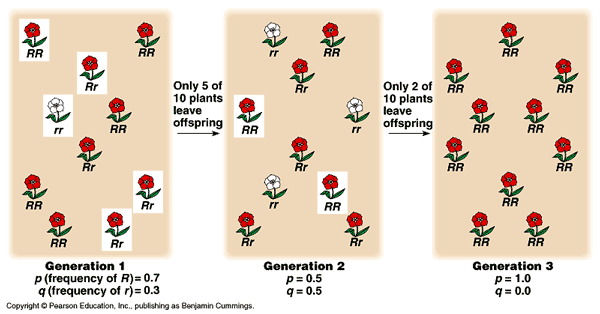 RR
RR
Rr
rr
RR
Rr
RR
Rr
RR
Rr
Only 5 of
10 plants
leave
offspring
rr
RR
Rr
RR
rr
Rr
rr
RR
Rr
Rr
Only 2 of
10 plants
leave
offspring
RR
RR
RR
RR
RR
RR
RR
RR
RR
RR
Generation 1
p (frequency of R) = 0.7
q (frequency of r) = 0.3
Generation 2
p = 0.5
q = 0.5
Generation 3
p = 1.0
q = 0.0
Copyright © Pearson Education, Inc., publishing as Benjamin Cummings.